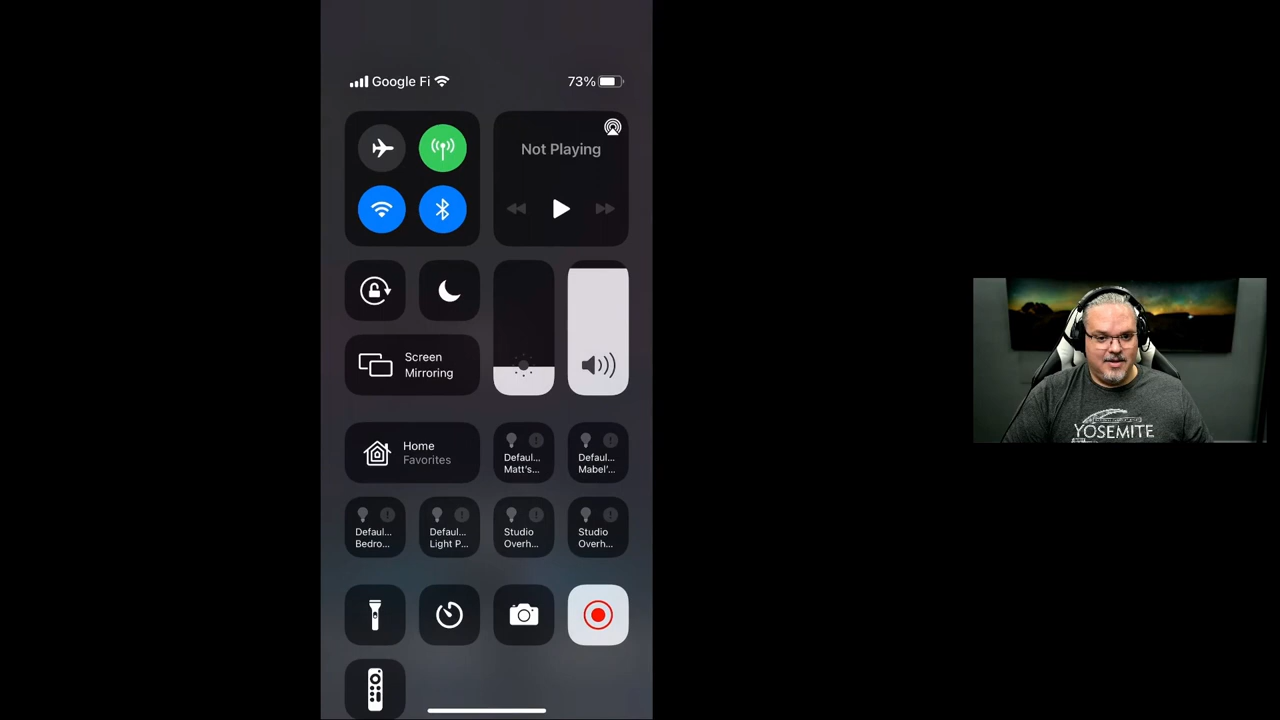 Google Fi
73%
Not Playing
Screen
Mirroring
Home
Favorites
Defaul...
Matt's...
Defaul...
Mabel'...
Defaul...
Bedro...
Defaul...
Light P...
Studio
Overh...
Studio
Overh...
YOSEMITE